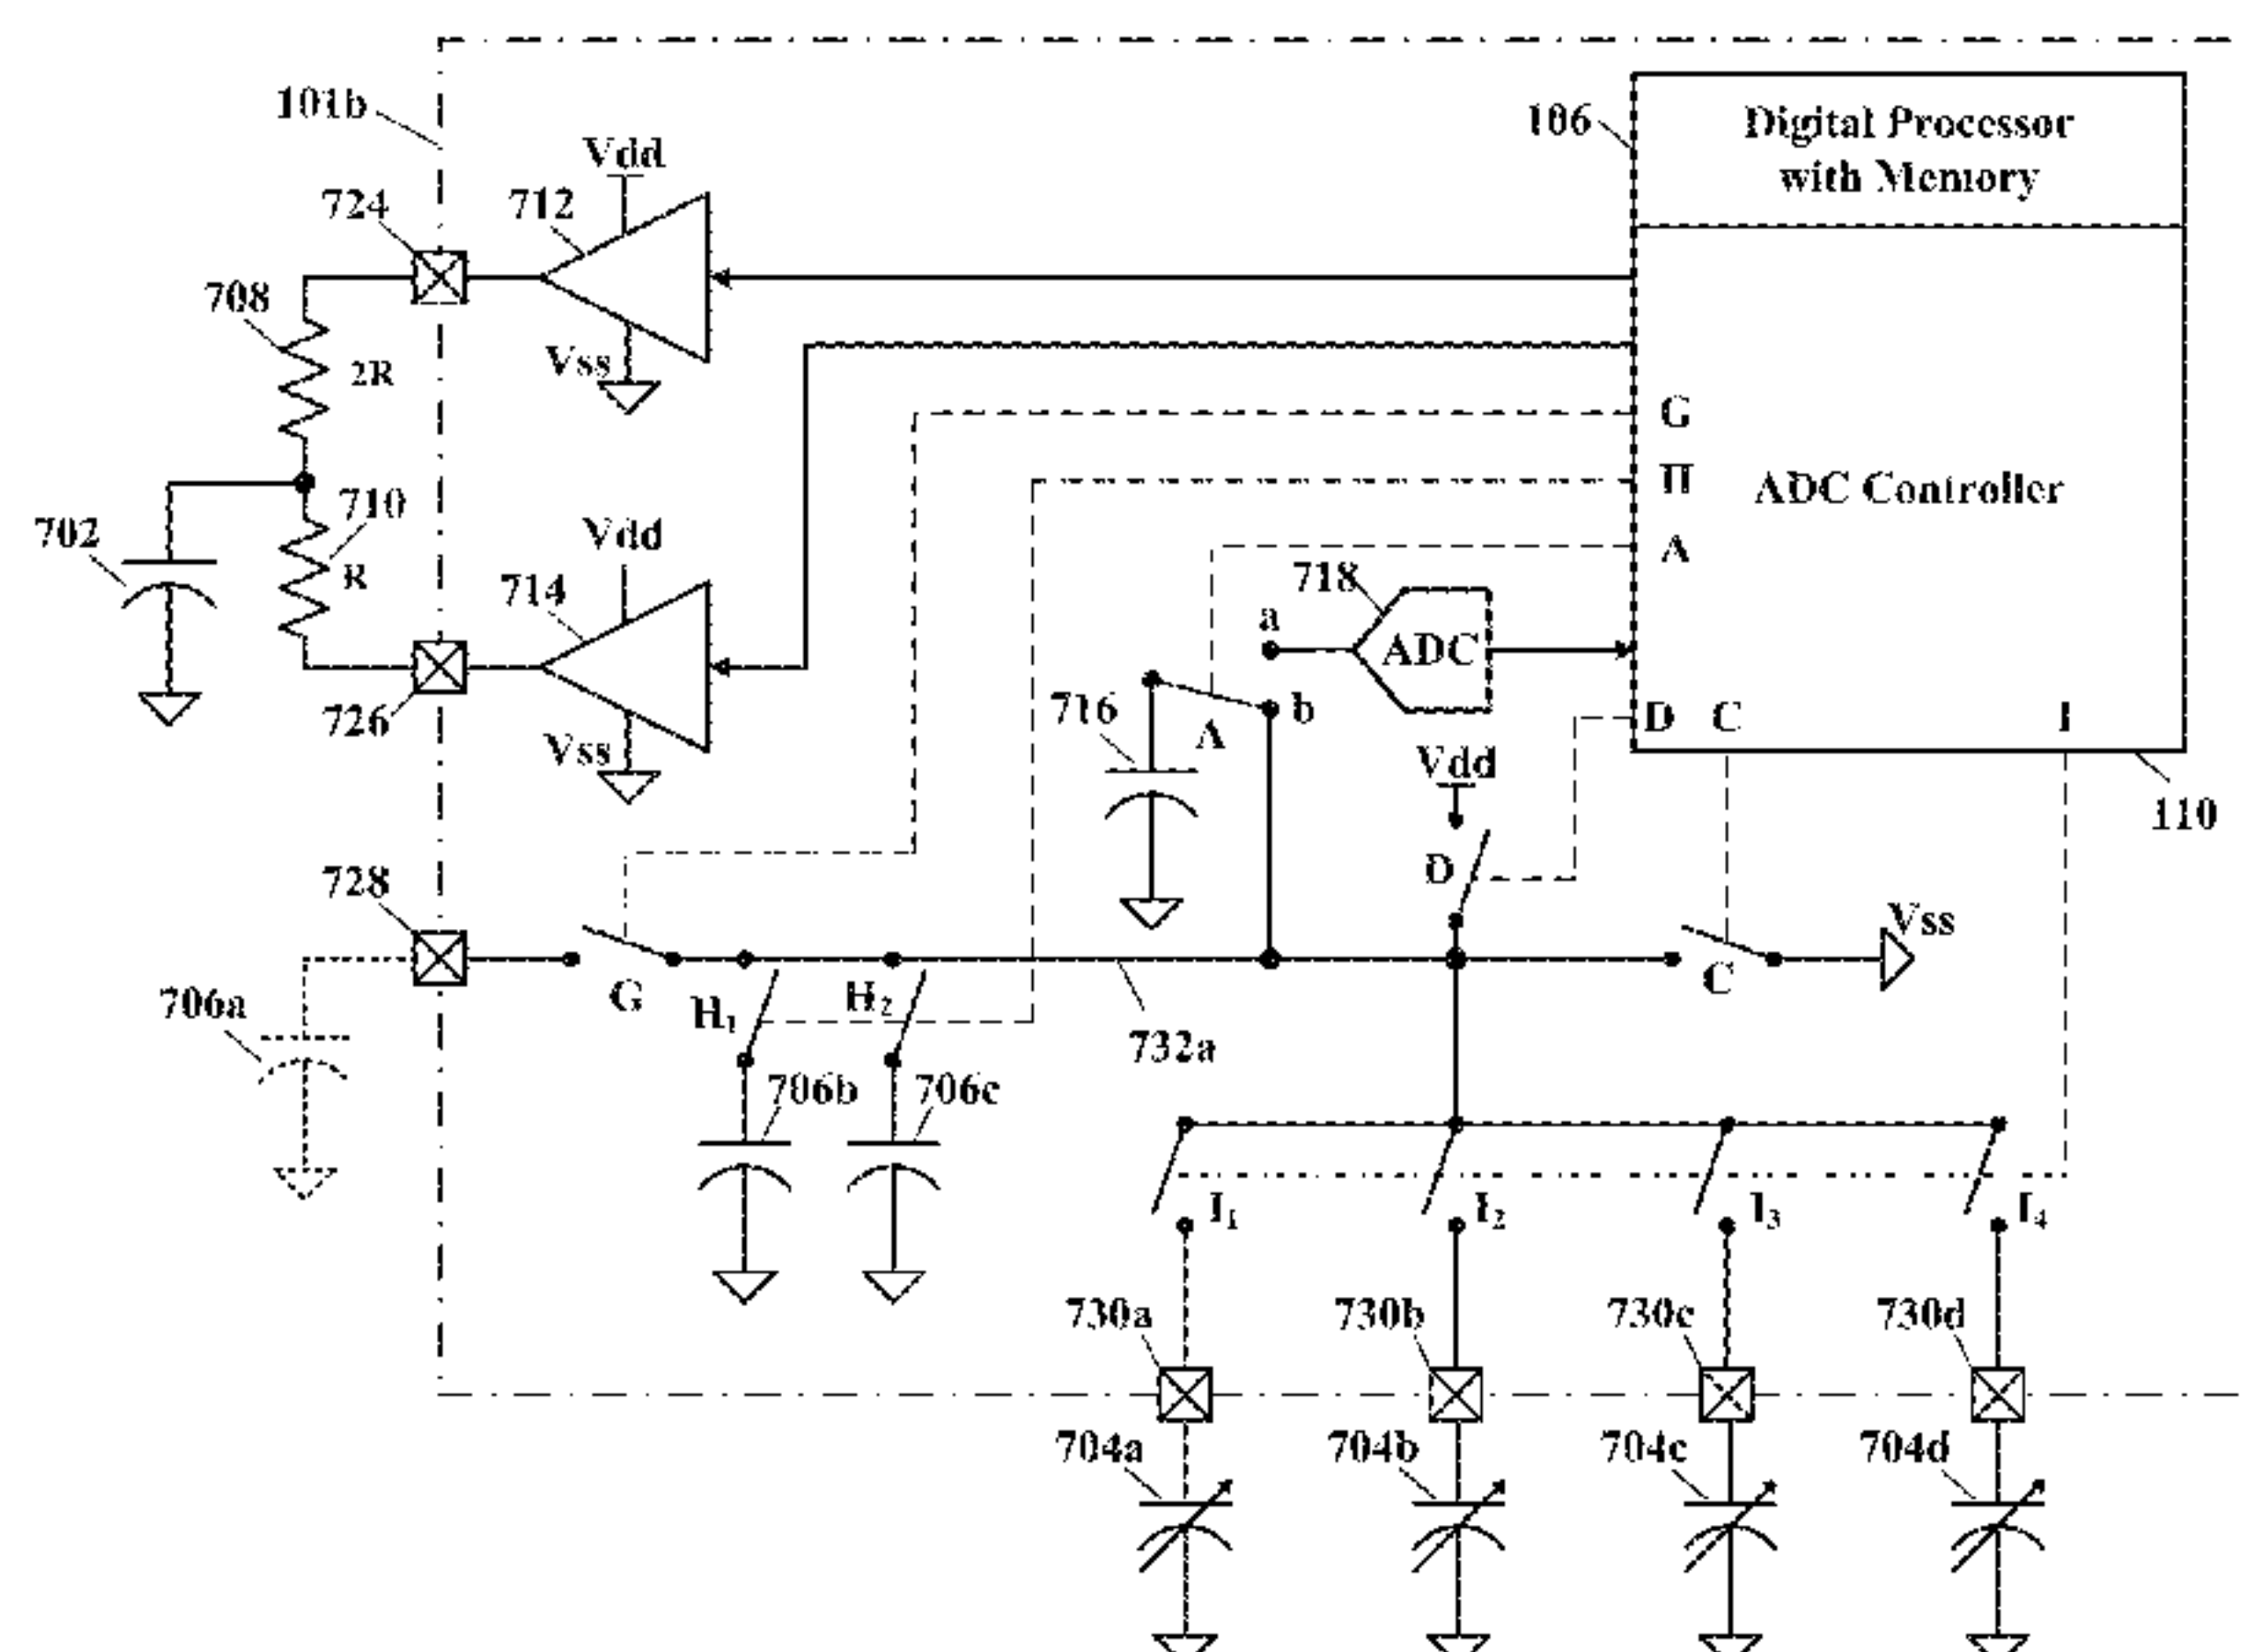 101b
106
Digital Processor
with Memory
Vdd
724
712
708
Vss
2R
G
H
ADC Controller
710
702
Vdd
A
718
R
714
a
ADC
716
b
726
A
D C I
Vss
Vdd
110
D
728
Vss
G
H₁
H₂
C
706a
732a
706b
706c
I₁
I₂
I₃
I₄
730a
730b
730c
730d
704a
704b
704c
704d